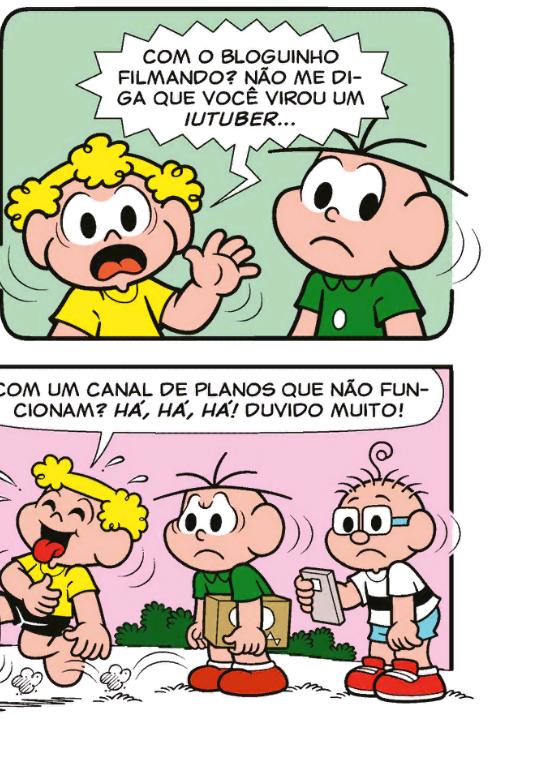 COM O BLOGUINHO
FILMANDO? NÃO ME DI-
GA QUE VOCÊ VIROU UM
IUTUBER...
COM UM CANAL DE PLANOS QUE NÃO FUN-
CIONAM? HÁ, HÁ, HÁ! DUVIDO MUITO!